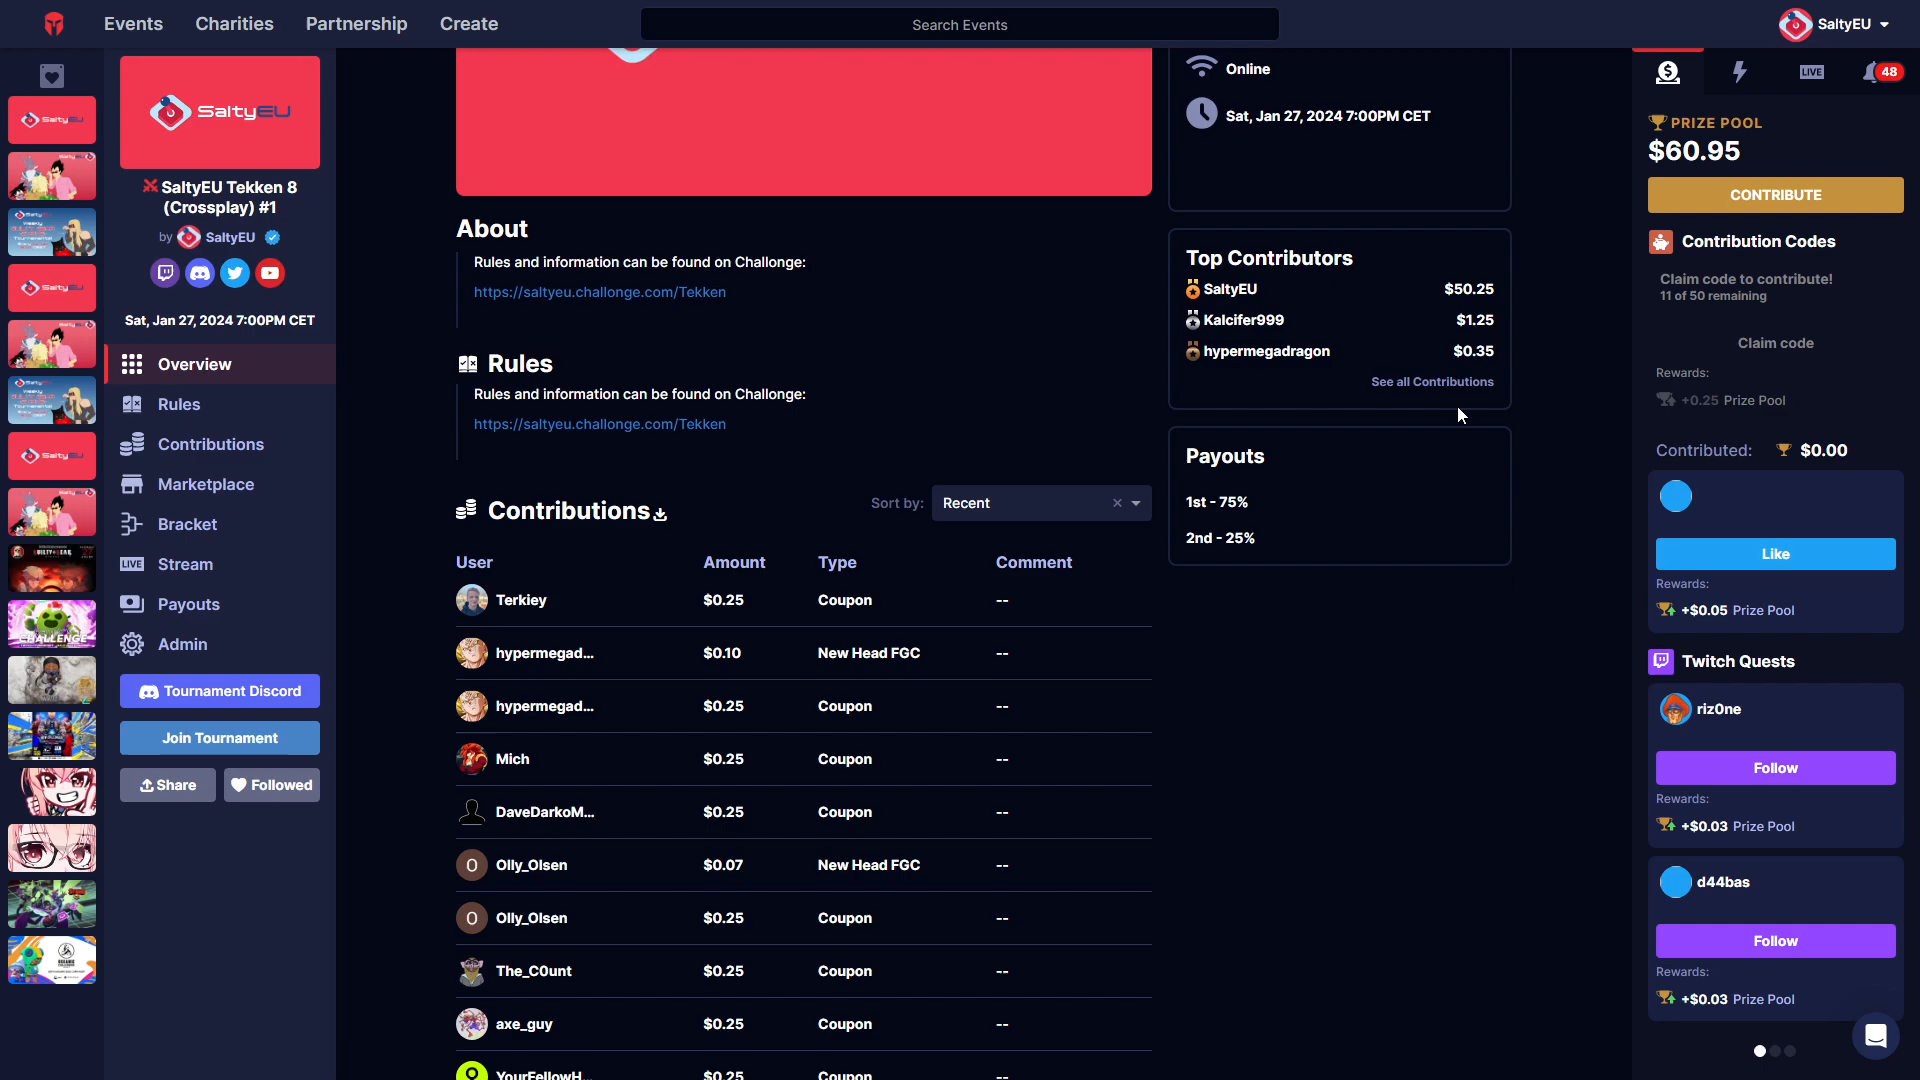 Events
Charities
Partnership
Create
Search Events
SaltyEU
SaltyEU
SaltyEU Tekken 8
(Crossplay) #1
by SaltyEU
Sat, Jan 27, 2024 7:00PM CET
Overview
Rules
Contributions
Marketplace
Bracket
LIVE Stream
Payouts
Admin
Tournament Discord
Join Tournament
Share
Followed
About
Rules and information can be found on Challonge:
https://saltyeu.challonge.com/Tekken
Rules
Rules and information can be found on Challonge:
https://saltyeu.challonge.com/Tekken
Contributions
Sort by: Recent
User Amount Type Comment
Terkiey $0.25 Coupon --
hypermegad... $0.10 New Head FGC --
hypermegad... $0.25 Coupon --
Mich $0.25 Coupon --
DaveDarkoM... $0.25 Coupon --
O Olly_Olsen $0.07 New Head FGC --
O Olly_Olsen $0.25 Coupon --
The_C0unt $0.25 Coupon --
axe_guy $0.25 Coupon --
YourFellowH... $0.25 Coupon --
Online
Sat, Jan 27, 2024 7:00PM CET
Top Contributors
SaltyEU $50.25
Kalcifer999 $1.25
hypermegadragon $0.35
See all Contributions
Payouts
1st - 75%
2nd - 25%
LIVE
48
PRIZE POOL
$60.95
CONTRIBUTE
Contribution Codes
Claim code to contribute!
11 of 50 remaining
Claim code
Rewards:
+0.25 Prize Pool
Contributed: $0.00
Like
Rewards:
+$0.05 Prize Pool
Twitch Quests
riz0ne
Follow
Rewards:
+$0.03 Prize Pool
d44bas
Follow
Rewards:
+$0.03 Prize Pool